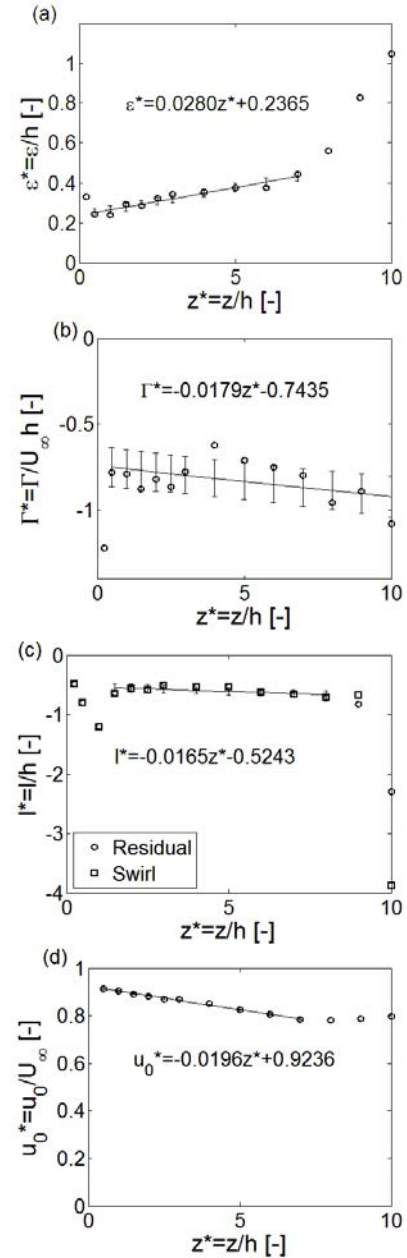 (a)
1
0.8
0.6
0.4
0.2
0
ε*=ε/h [-]
ε*=0.0280z*+0.2365
0 5 10
z*=z/h [-]
(b)
0
-0.5
-1
Γ*=Γ/U∞h [-]
Γ*=-0.0179z*-0.7435
0 5 10
z*=z/h [-]
(c)
0
-1
-2
-3
-4
l*=l/h [-]
l*=-0.0165z*-0.5243
Residual
Swirl
0 5 10
z*=z/h [-]
(d)
1
0.8
0.6
0.4
0.2
0
u₀*=u₀/U∞ [-]
u₀*=-0.0196z*+0.9236
0 5 10
z*=z/h [-]